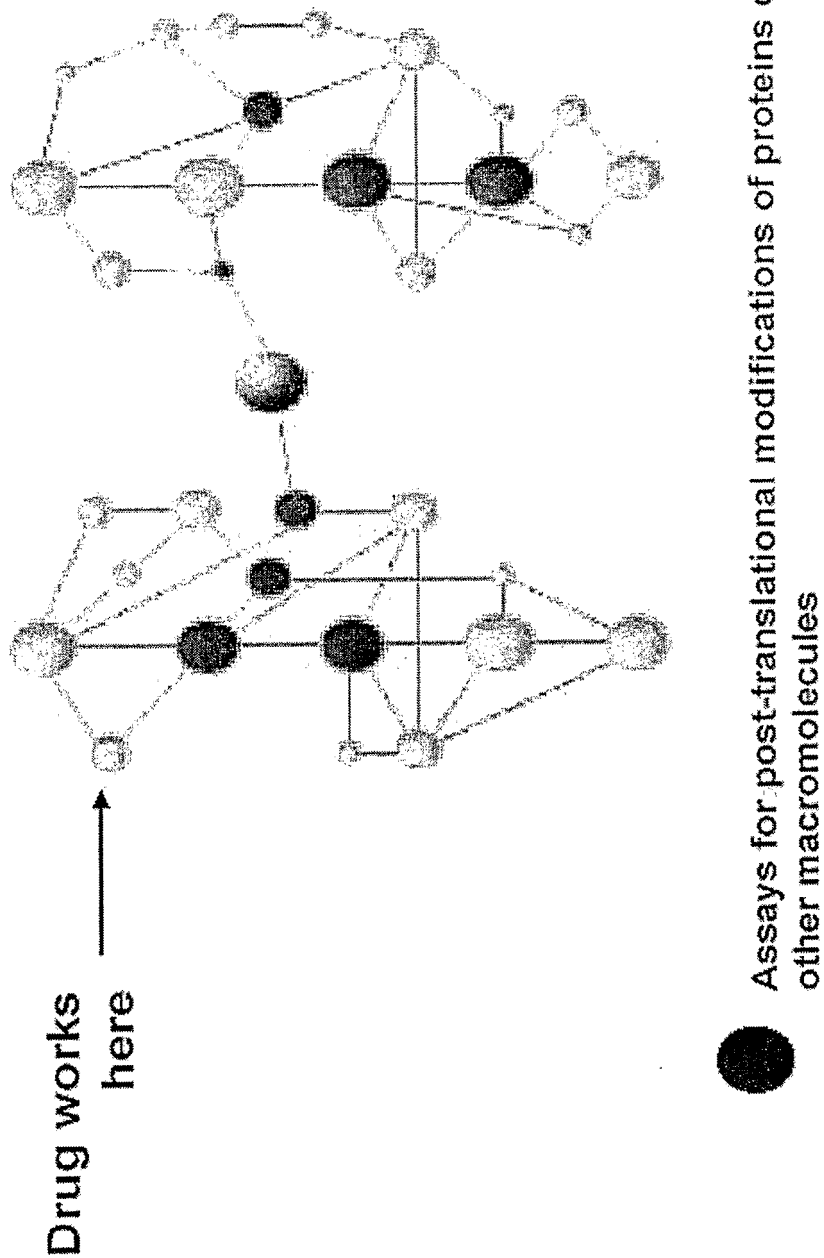 Drug works
here
Assays for post-translational modifications of proteins
other macromolecules